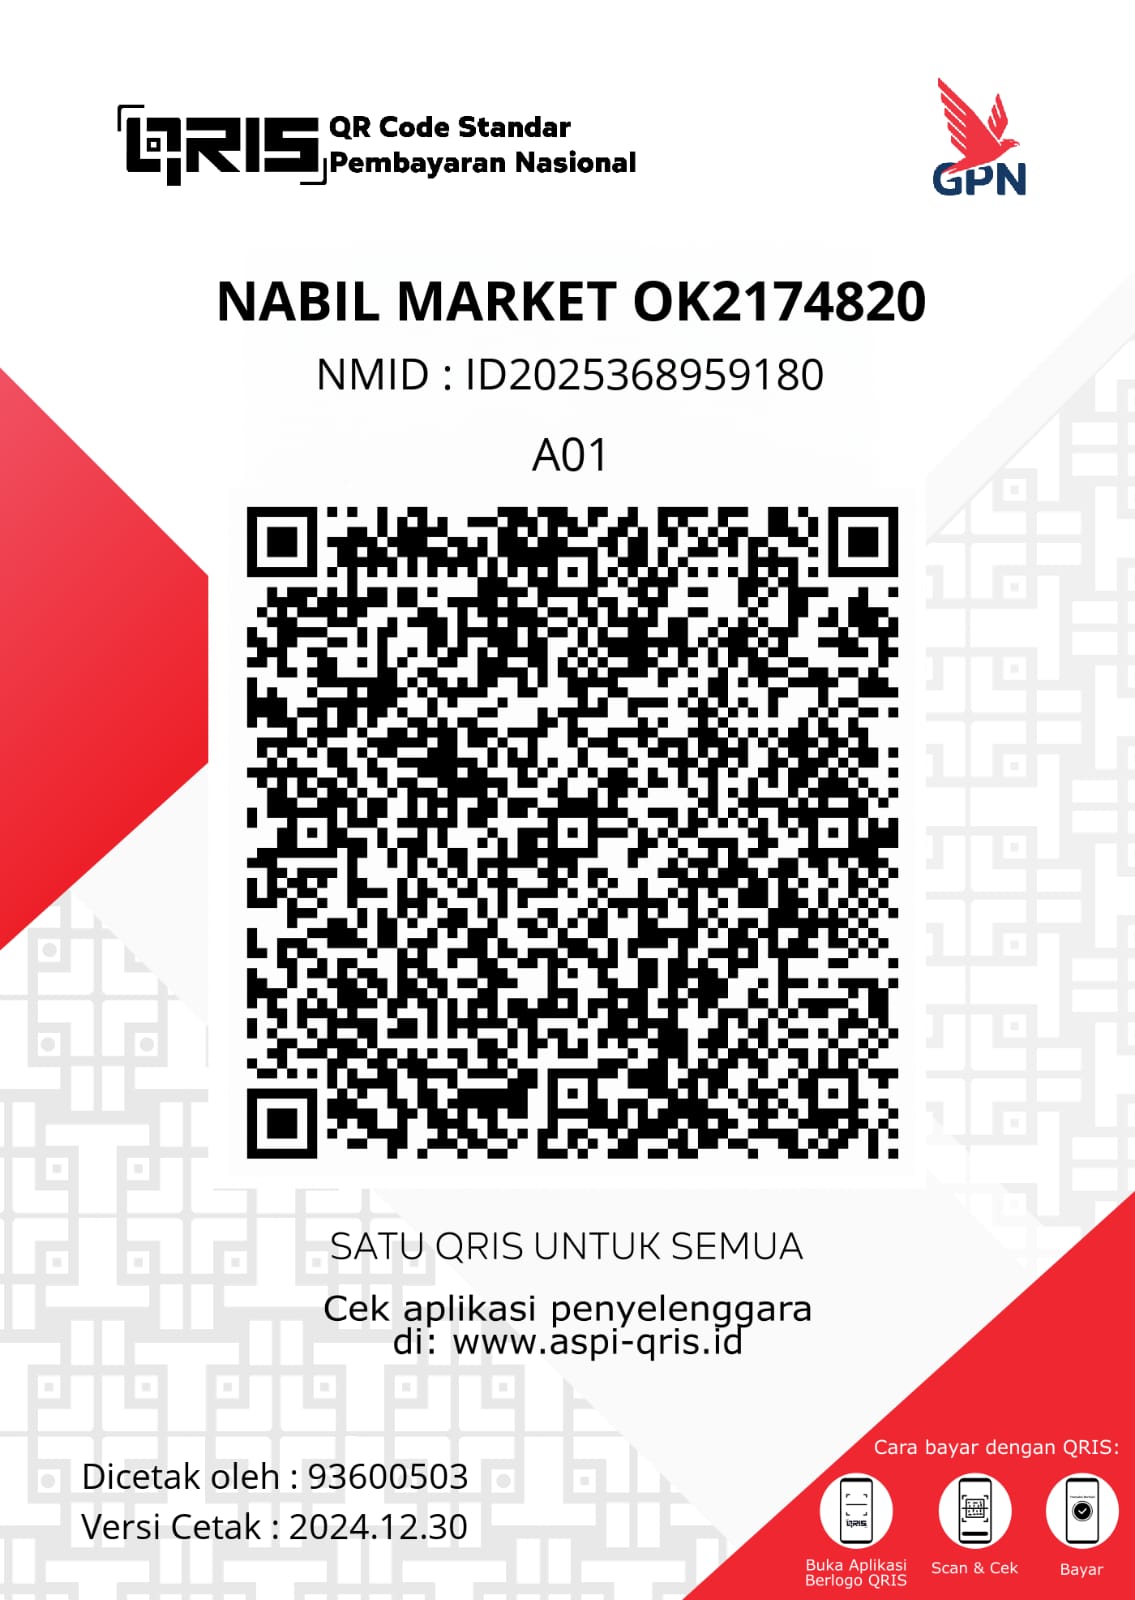 QRIS QR Code Standar
Pembayaran Nasional
GPN
NABIL MARKET OK2174820
NMID : ID2025368959180
A01
SATU QRIS UNTUK SEMUA
Cek aplikasi penyelenggara
di: www.aspi-qris.id
Dicetak oleh : 93600503
Versi Cetak : 2024.12.30
Cara bayar dengan QRIS:
QRIS
Buka Aplikasi
Berlogo QRIS
Scan & Cek
Bayar